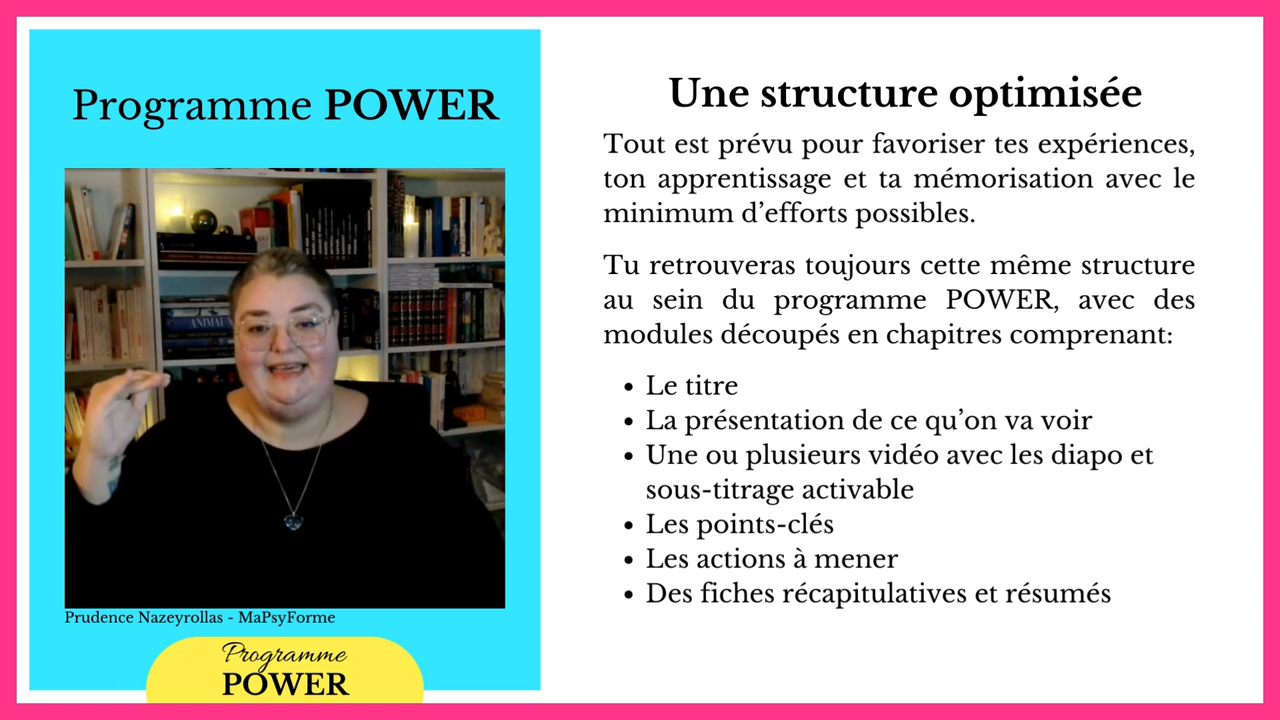 Programme POWER
ANIMAL
Prudence Nazeyrollas - MaPsyForme
Programme
POWER
Une structure optimisée
Tout est prévu pour favoriser tes expériences,
ton apprentissage et ta mémorisation avec le
minimum d’efforts possibles.
Tu retrouveras toujours cette même structure
au sein du programme POWER, avec des
modules découpés en chapitres comprenant:
• Le titre
• La présentation de ce qu’on va voir
• Une ou plusieurs vidéo avec les diapo et
sous-titrage activable
• Les points-clés
• Les actions à mener
• Des fiches récapitulatives et résumés